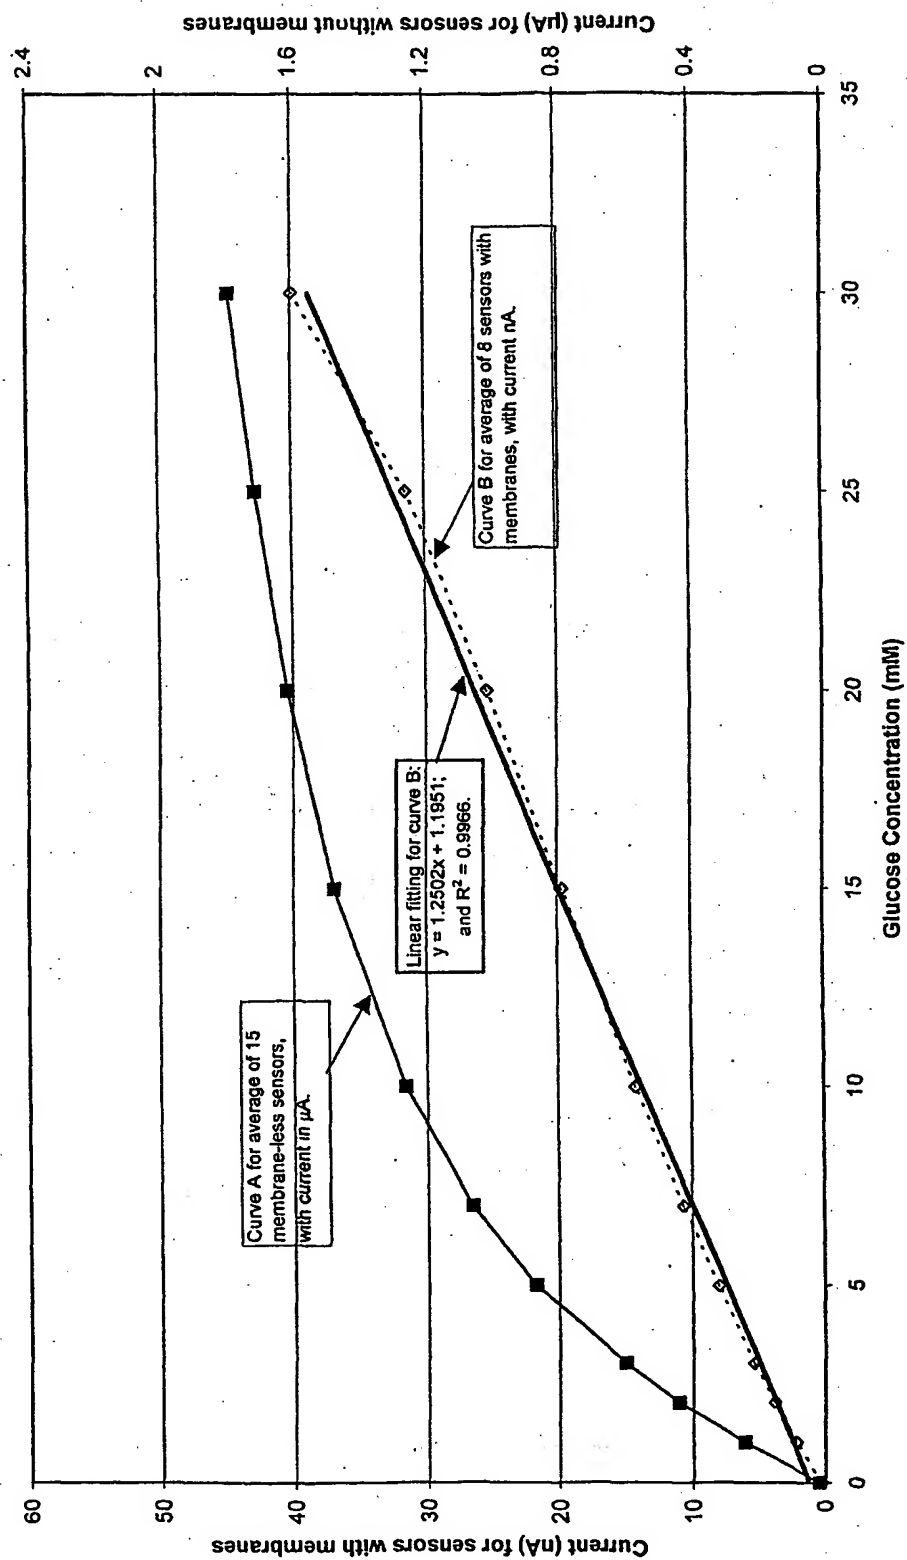 Current (µA) for sensors without membranes
2.4
2
1.6
1.2
0.8
0.4
0
60
50
40
30
20
10
0
Current (nA) for sensors with membranes
0
5
10
15
20
25
30
35
Glucose Concentration (mM)
Curve A for average of 15
membrane-less sensors,
with current in µA.
Linear fitting for curve B:
y = 1.2502x + 1.1951;
and R² = 0.9966.
Curve B for average of 8 sensors with
membranes, with current nA.